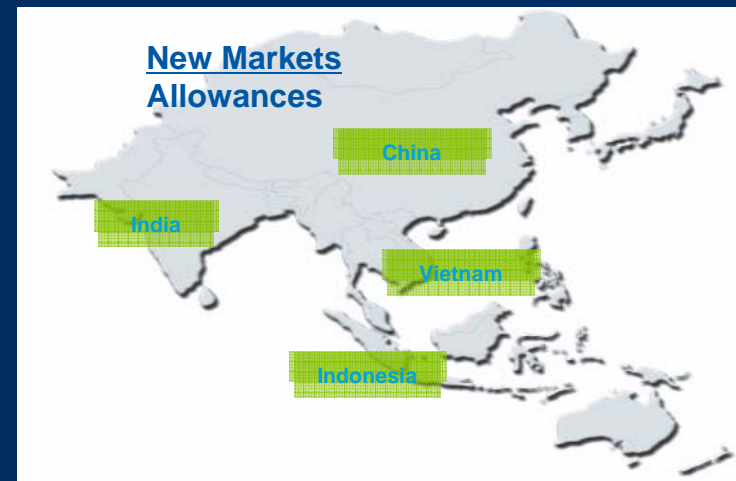 New Markets
Allowances
China
India
Vietnam
Indonesia